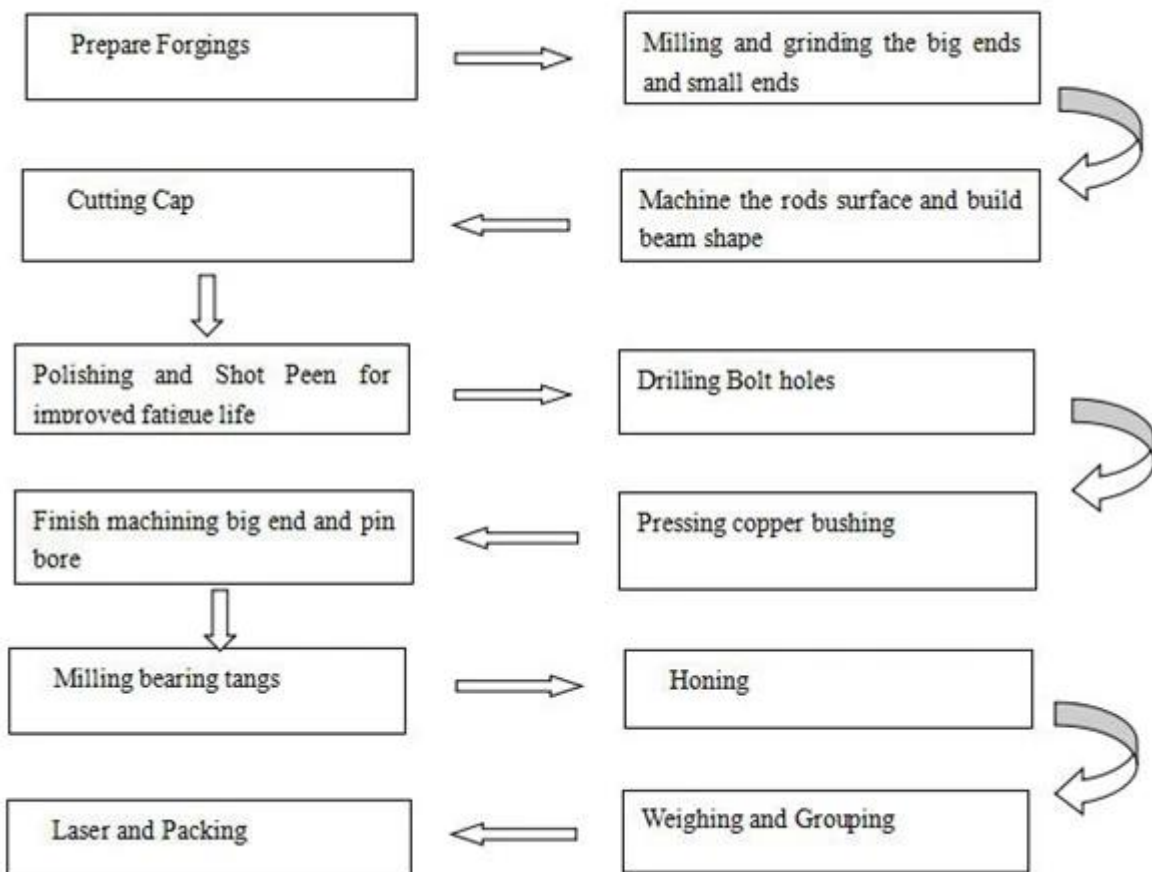 Prepare Forgings
Milling and grinding the big ends
and small ends
Machine the rods surface and build
beam shape
Cutting Cap
Polishing and Shot Peen for
improved fatigue life
Drilling Bolt holes
Pressing copper bushing
Finish machining big end and pin
bore
Milling bearing tangs
Honing
Weighing and Grouping
Laser and Packing